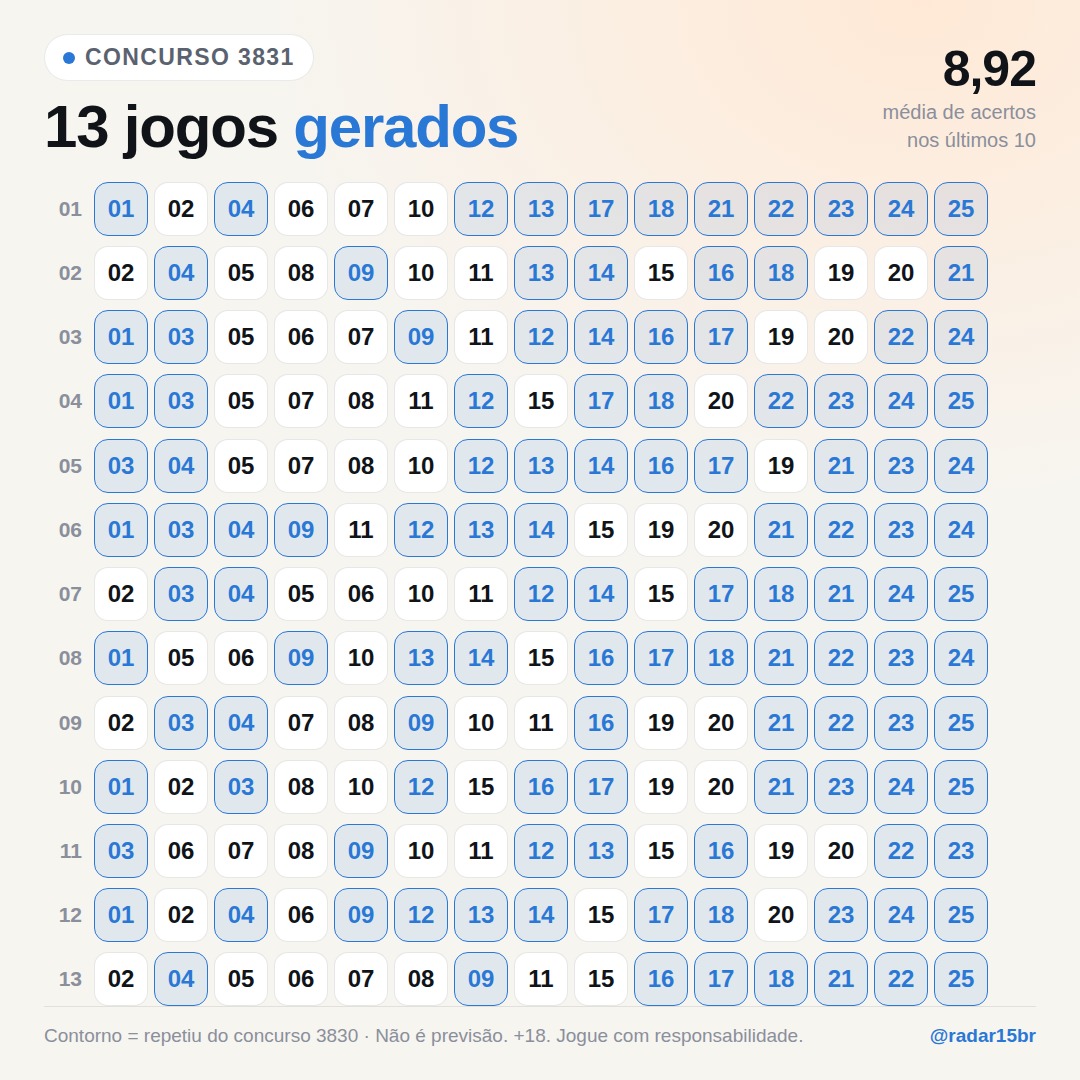 CONCURSO 3831
13 jogos gerados
8,92
média de acertos
nos últimos 10
01 01 02 04 06 07 10 12 13 17 18 21 22 23 24 25
02 02 04 05 08 09 10 11 13 14 15 16 18 19 20 21
03 01 03 05 06 07 09 11 12 14 16 17 19 20 22 24
04 01 03 05 07 08 11 12 15 17 18 20 22 23 24 25
05 03 04 05 07 08 10 12 13 14 16 17 19 21 23 24
06 01 03 04 09 11 12 13 14 15 19 20 21 22 23 24
07 02 03 04 05 06 10 11 12 14 15 17 18 21 24 25
08 01 05 06 09 10 13 14 15 16 17 18 21 22 23 24
09 02 03 04 07 08 09 10 11 16 19 20 21 22 23 25
10 01 02 03 08 10 12 15 16 17 19 20 21 23 24 25
11 03 06 07 08 09 10 11 12 13 15 16 19 20 22 23
12 01 02 04 06 09 12 13 14 15 17 18 20 23 24 25
13 02 04 05 06 07 08 09 11 15 16 17 18 21 22 25
Contorno = repetiu do concurso 3830 · Não é previsão. +18. Jogue com responsabilidade.
@radar15br